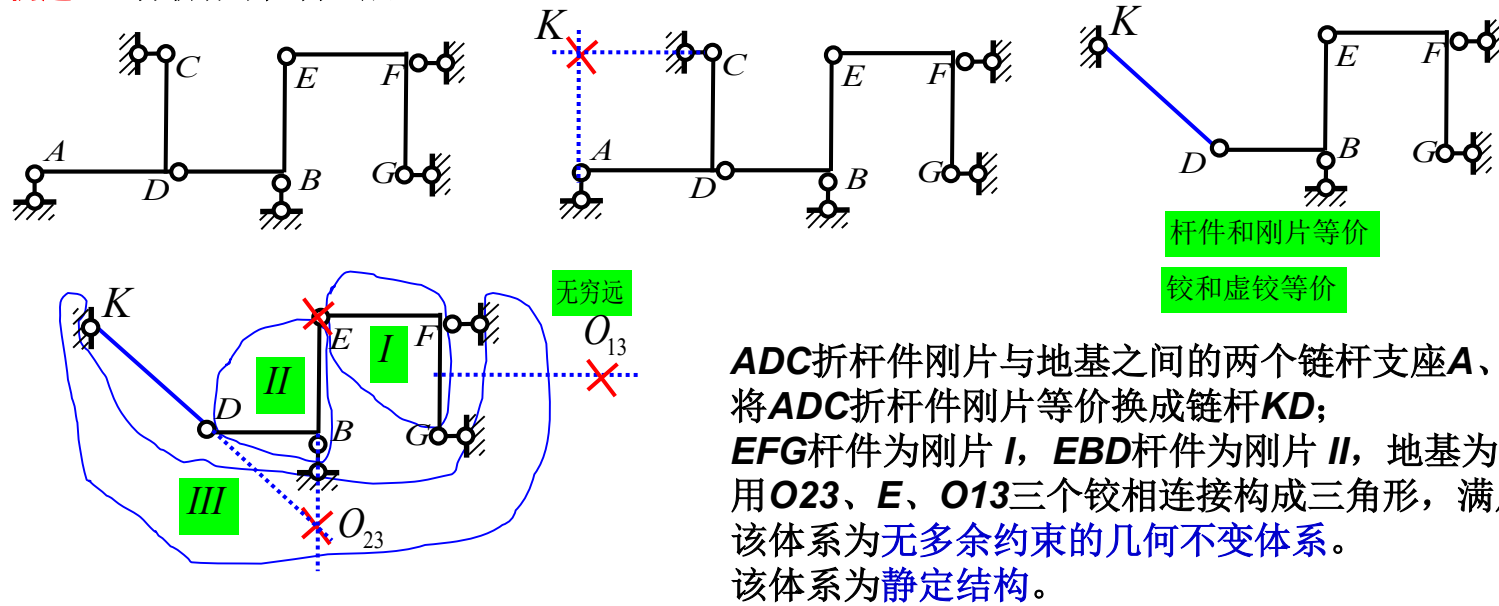 C
E
F
A
D
B
G
K
C
E
F
A
D
B
G
K
E
F
D
B
G
杆件和刚片等价
铰和虚铰等价
无穷远
K
E
I
F
O13
II
D
B
G
III
O23
ADC折杆件刚片与地基之间的两个链杆支座A、
将ADC折杆件刚片等价换成链杆KD；
EFG杆件为刚片 I，EBD杆件为刚片 II，地基为
用O23、E、O13三个铰相连接构成三角形，满
该体系为无多余约束的几何不变体系。
该体系为静定结构。